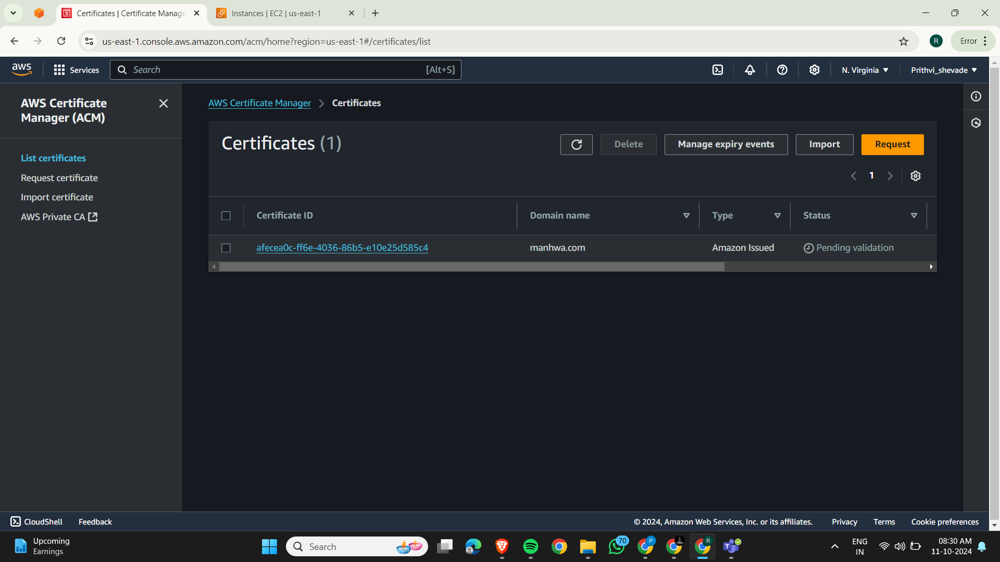 Certificates | Certificate Manage
Instances | EC2 | us-east-1
us-east-1.console.aws.amazon.com/acm/home?region=us-east-1#/certificates/list
R
Error
aws
Services
Search
[Alt+S]
N. Virginia
Prithvi_shevade
AWS Certificate
Manager (ACM)
List certificates
Request certificate
Import certificate
AWS Private CA
AWS Certificate Manager
Certificates
Certificates (1)
Delete
Manage expiry events
Import
Request
1
Certificate ID
Domain name
Type
Status
afecea0c-ff6e-4036-86b5-e10e25d585c4
manhwa.com
Amazon Issued
Pending validation
CloudShell
Feedback
© 2024, Amazon Web Services, Inc. or its affiliates.
Privacy
Terms
Cookie preferences
Upcoming
Earnings
Search
70
P
R
ENG
IN
08:30 AM
11-10-2024